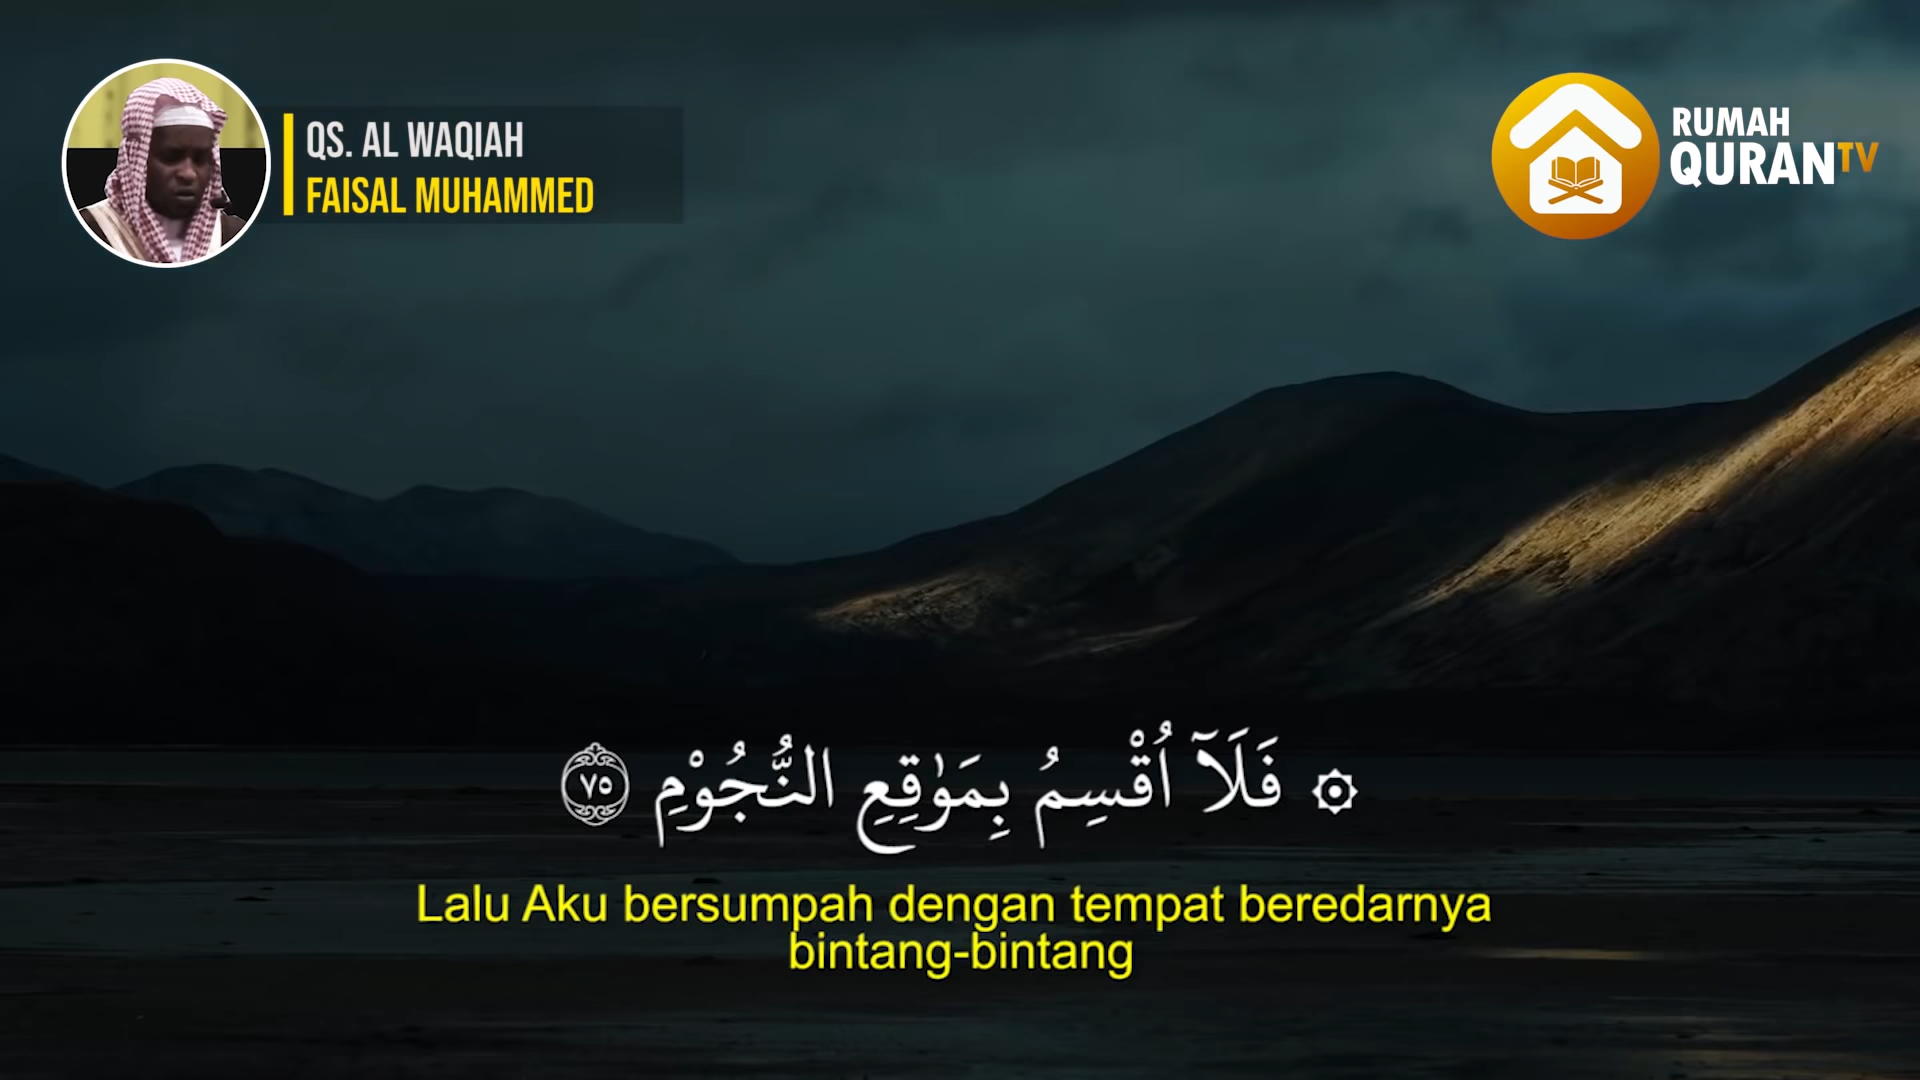 QS. AL WAQIAH
FAISAL MUHAMMED
RUMAH
QURANTV
۞ فَلَآ اُقْسِمُ بِمَوٰقِعِ النُّجُوْمِ ٧٥
Lalu Aku bersumpah dengan tempat beredarnya
bintang-bintang